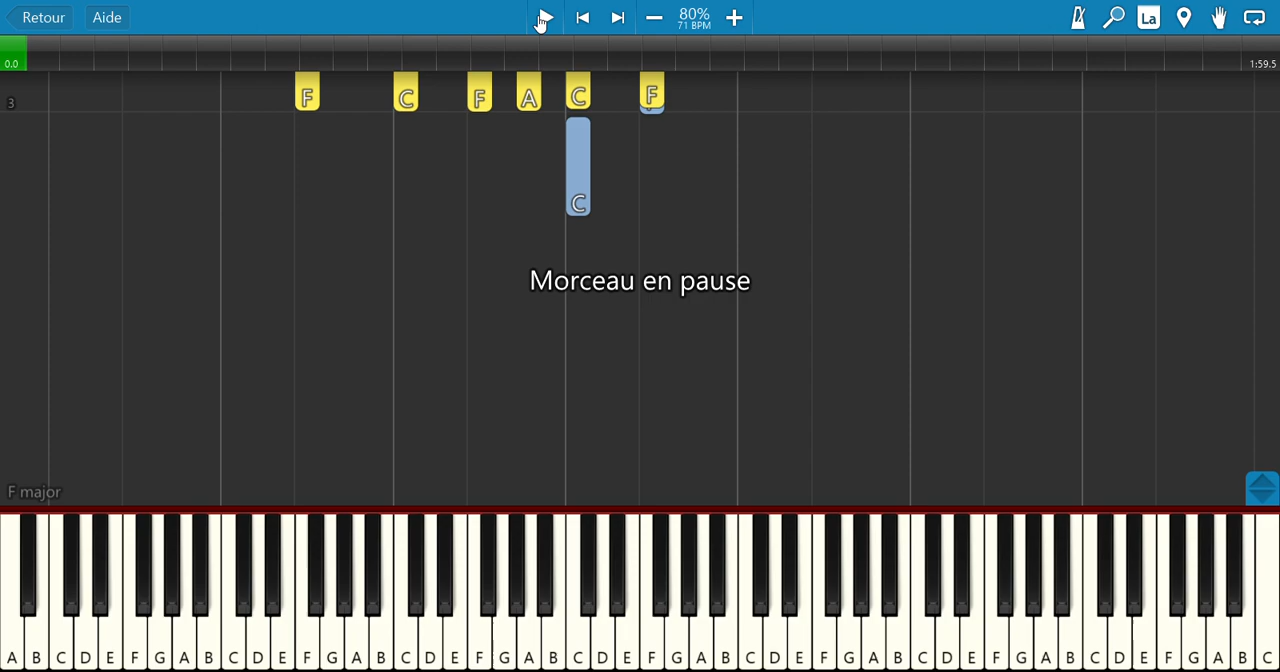 Retour Aide 80% La
71 BPM
0.0 1:59.5
F C F A C F
3
C
Morceau en pause
F major
A B C D E F G A B C D E F G A B C D E F G A B C D E F G A B C D E F G A B C D E F G A B C D E F G A B C